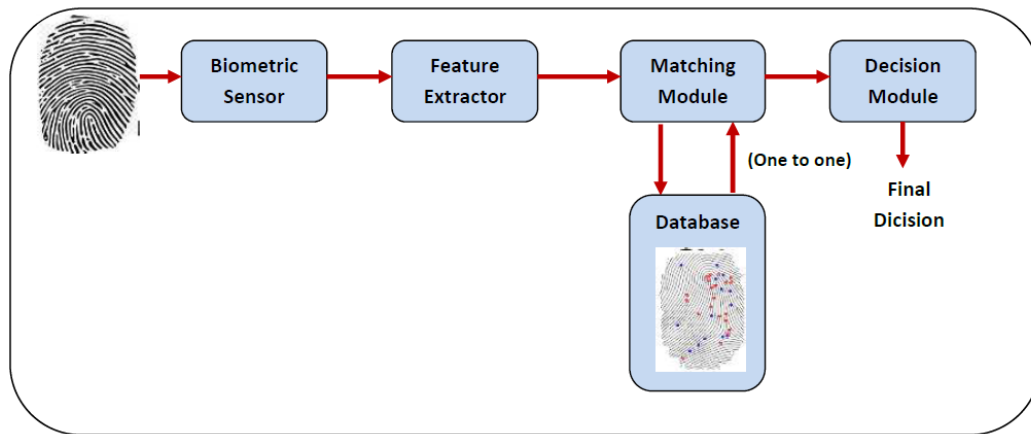 Biometric
Sensor
Feature
Extractor
Matching
Module
Decision
Module
(One to one)
Final
Dicision
Database